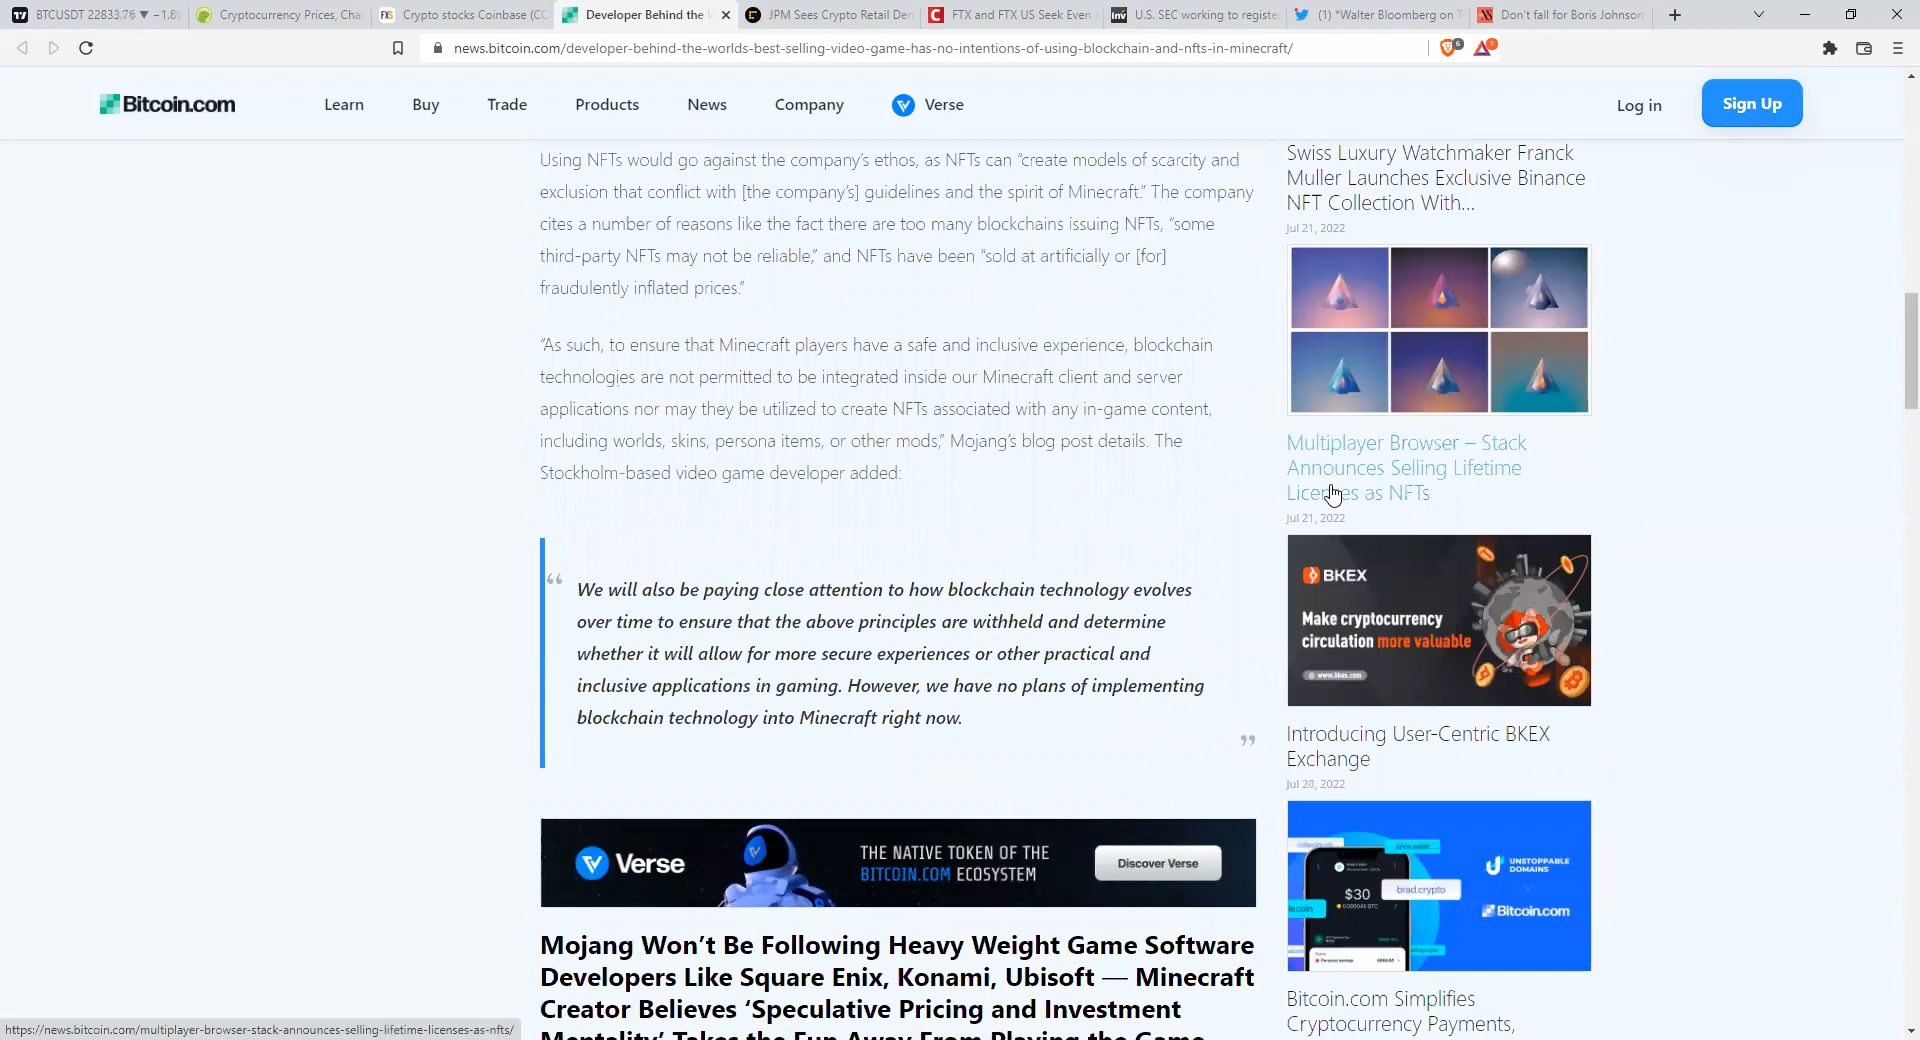 BTCUSDT 22833.76 ▼ −1.8
Cryptocurrency Prices, Cha
Crypto stocks Coinbase (CO
Developer Behind the
JPM Sees Crypto Retail De
FTX and FTX US Seek Even
U.S. SEC working to registe
(1) *Walter Bloomberg on T
Don't fall for Boris Johnson
news.bitcoin.com/developer-behind-the-worlds-best-selling-video-game-has-no-intentions-of-using-blockchain-and-nfts-in-minecraft/
Bitcoin.com
Learn
Buy
Trade
Products
News
Company
Verse
Log in
Sign Up
Using NFTs would go against the company's ethos, as NFTs can “create models of scarcity and
exclusion that conflict with [the company's] guidelines and the spirit of Minecraft.” The company
cites a number of reasons like the fact there are too many blockchains issuing NFTs, “some
third-party NFTs may not be reliable,” and NFTs have been “sold at artificially or [for]
fraudulently inflated prices.”
“As such, to ensure that Minecraft players have a safe and inclusive experience, blockchain
technologies are not permitted to be integrated inside our Minecraft client and server
applications nor may they be utilized to create NFTs associated with any in-game content,
including worlds, skins, persona items, or other mods,” Mojang's blog post details. The
Stockholm-based video game developer added:
“
We will also be paying close attention to how blockchain technology evolves
over time to ensure that the above principles are withheld and determine
whether it will allow for more secure experiences or other practical and
inclusive applications in gaming. However, we have no plans of implementing
blockchain technology into Minecraft right now.
”
Verse
THE NATIVE TOKEN OF THE
BITCOIN.COM ECOSYSTEM
Discover Verse
Mojang Won't Be Following Heavy Weight Game Software
Developers Like Square Enix, Konami, Ubisoft — Minecraft
Creator Believes ‘Speculative Pricing and Investment
Mentality’ Takes the Fun Away From Playing the Game
Swiss Luxury Watchmaker Franck
Muller Launches Exclusive Binance
NFT Collection With...
Jul 21, 2022
Multiplayer Browser – Stack
Announces Selling Lifetime
Licenses as NFTs
Jul 21, 2022
BKEX
Make cryptocurrency
circulation more valuable
www.bkex.com
Introducing User-Centric BKEX
Exchange
Jul 20, 2022
$30
brad.crypto
UNSTOPPABLE
DOMAINS
Bitcoin.com
Bitcoin.com Simplifies
Cryptocurrency Payments,
https://news.bitcoin.com/multiplayer-browser-stack-announces-selling-lifetime-licenses-as-nfts/